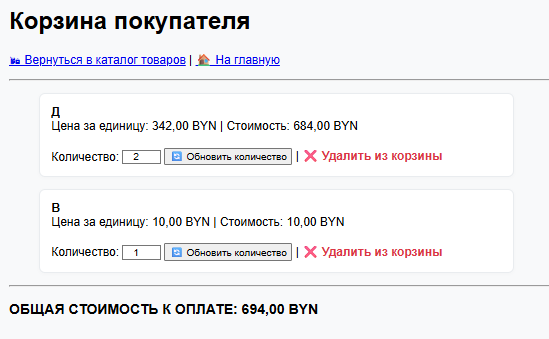 Корзина покупателя
Вернуться в каталог товаров | На главную
Д
Цена за единицу: 342,00 BYN | Стоимость: 684,00 BYN
Количество: 2 Обновить количество | Удалить из корзины
В
Цена за единицу: 10,00 BYN | Стоимость: 10,00 BYN
Количество: 1 Обновить количество | Удалить из корзины
ОБЩАЯ СТОИМОСТЬ К ОПЛАТЕ: 694,00 BYN